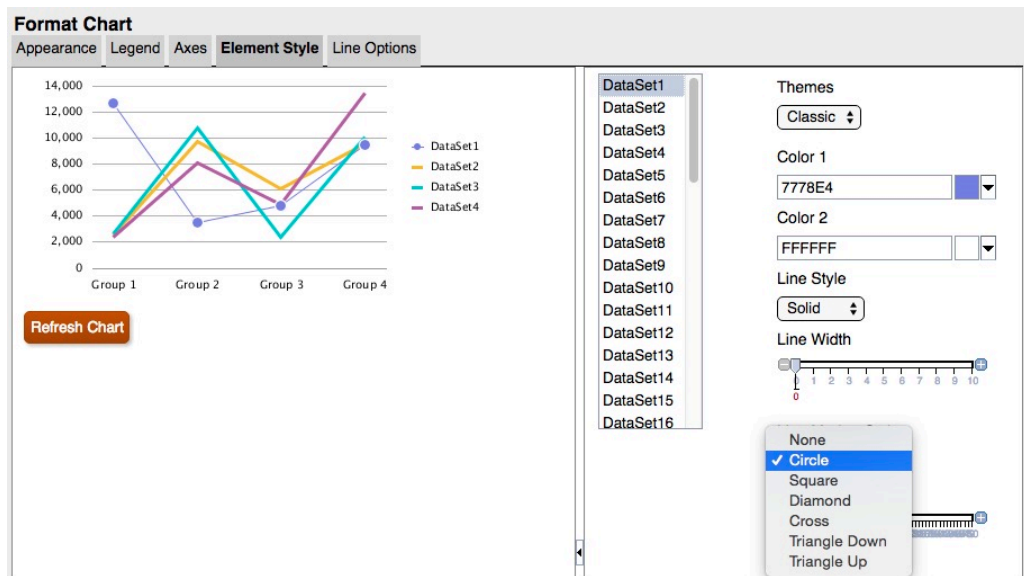 Format Chart
Appearance Legend Axes Element Style Line Options
14,000
12,000
10,000
8,000
6,000
4,000
2,000
0
Group 1 Group 2 Group 3 Group 4
DataSet1
DataSet2
DataSet3
DataSet4
Refresh Chart
DataSet1
DataSet2
DataSet3
DataSet4
DataSet5
DataSet6
DataSet7
DataSet8
DataSet9
DataSet10
DataSet11
DataSet12
DataSet13
DataSet14
DataSet15
DataSet16
Themes
Classic
Color 1
7778E4
Color 2
FFFFFF
Line Style
Solid
Line Width
0 1 2 3 4 5 6 7 8 9 10
0
None
Circle
Square
Diamond
Cross
Triangle Down
Triangle Up